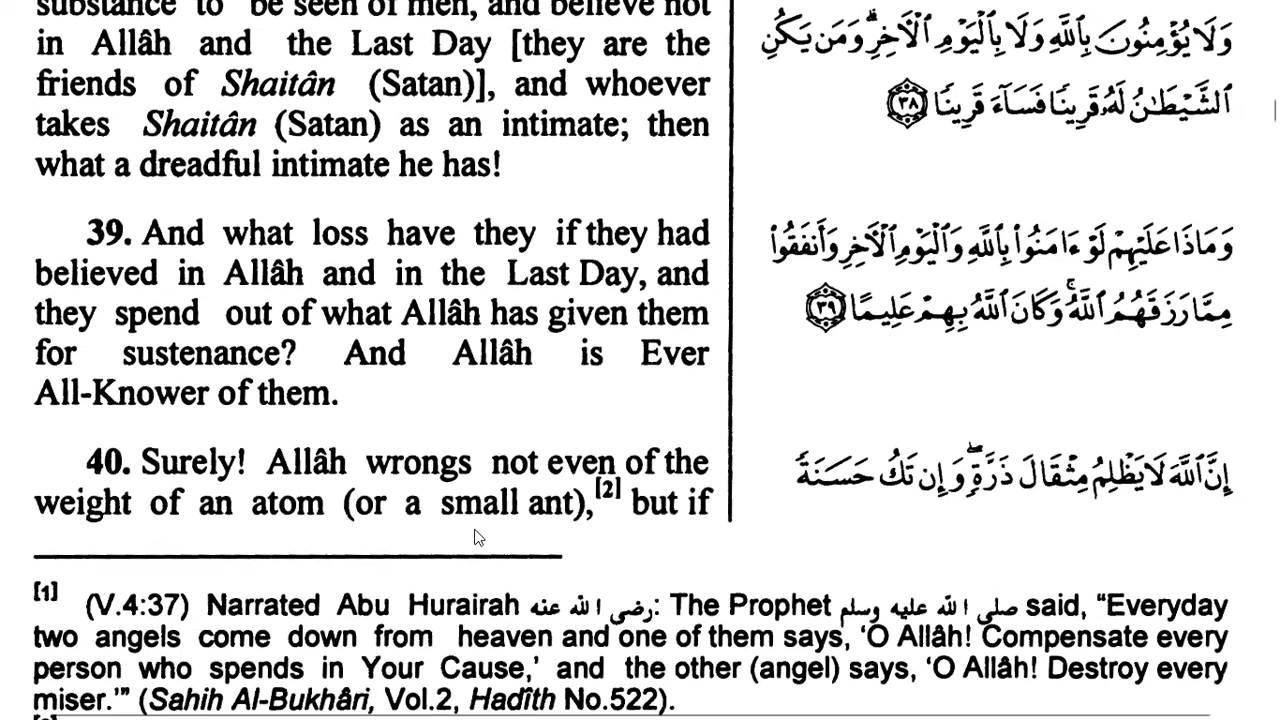 substance to be seen of men, and believe not
in Allâh and the Last Day [they are the
friends of Shaitân (Satan)], and whoever
takes Shaitân (Satan) as an intimate; then
what a dreadful intimate he has!
39. And what loss have they if they had
believed in Allâh and in the Last Day, and
they spend out of what Allâh has given them
for sustenance? And Allâh is Ever
All-Knower of them.
40. Surely! Allâh wrongs not even of the
weight of an atom (or a small ant),[2] but if
وَلَا يُؤْمِنُونَ بِٱللَّهِ وَلَا بِٱلْيَوْمِ ٱلْآخِرِ ۗ وَمَن يَكُنِ
ٱلشَّيْطَـٰنُ لَهُۥ قَرِينًا فَسَآءَ قَرِينًا ٣٨
وَمَاذَا عَلَيْهِمْ لَوْ ءَامَنُوا۟ بِٱللَّهِ وَٱلْيَوْمِ ٱلْآخِرِ وَأَنفَقُوا۟
مِمَّا رَزَقَهُمُ ٱللَّهُ ۚ وَكَانَ ٱللَّهُ بِهِمْ عَلِيمًا ٣٩
إِنَّ ٱللَّهَ لَا يَظْلِمُ مِثْقَالَ ذَرَّةٍ ۖ وَإِن تَكُ حَسَنَةً
[1] (V.4:37) Narrated Abu Hurairah رضى الله عنه: The Prophet صلى الله عليه وسلم said, “Everyday
two angels come down from heaven and one of them says, ‘O Allâh! Compensate every
person who spends in Your Cause,’ and the other (angel) says, ‘O Allâh! Destroy every
miser.’” (Sahih Al-Bukhâri, Vol.2, Hadîth No.522).